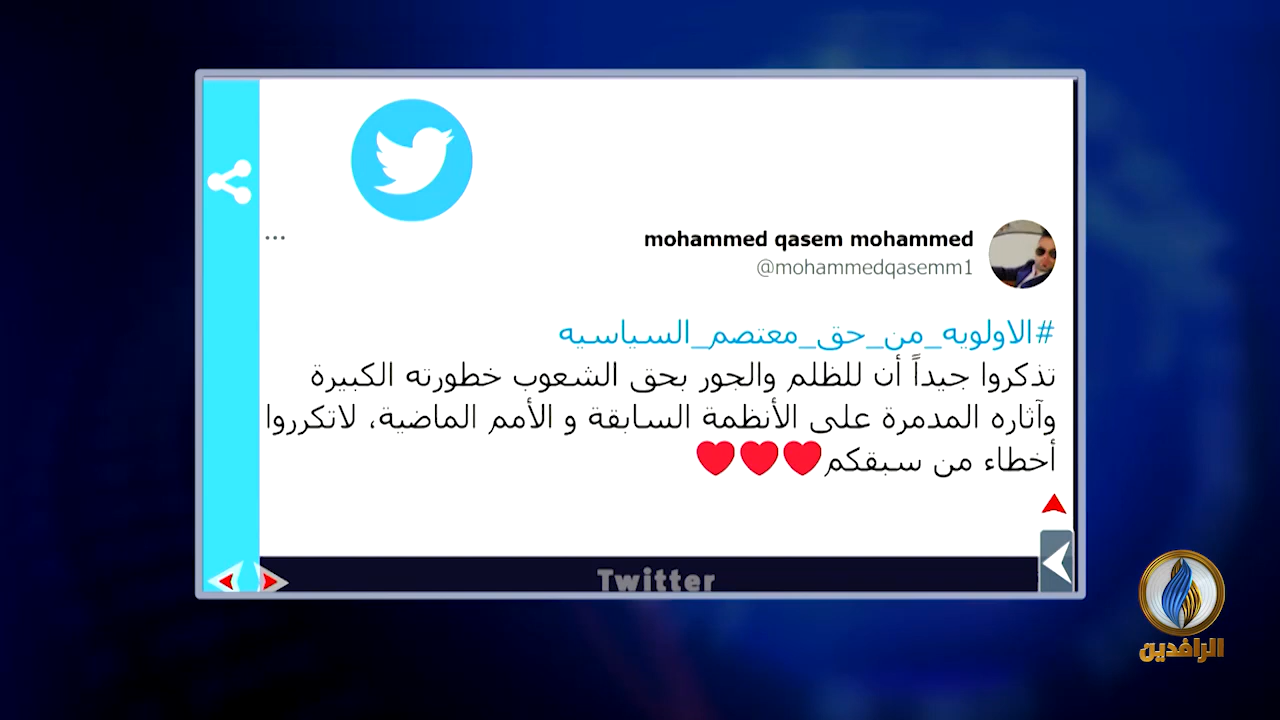 mohammed qasem mohammed
@mohammedqasemm1
#الاولويه_من_حق_معتصم_السياسيه
تذكروا جيداً أن للظلم والجور بحق الشعوب خطورته الكبيرة
وآثاره المدمرة على الأنظمة السابقة و الأمم الماضية، لاتكرروا
أخطاء من سبقكم❤❤❤
Twitter
الرافدين